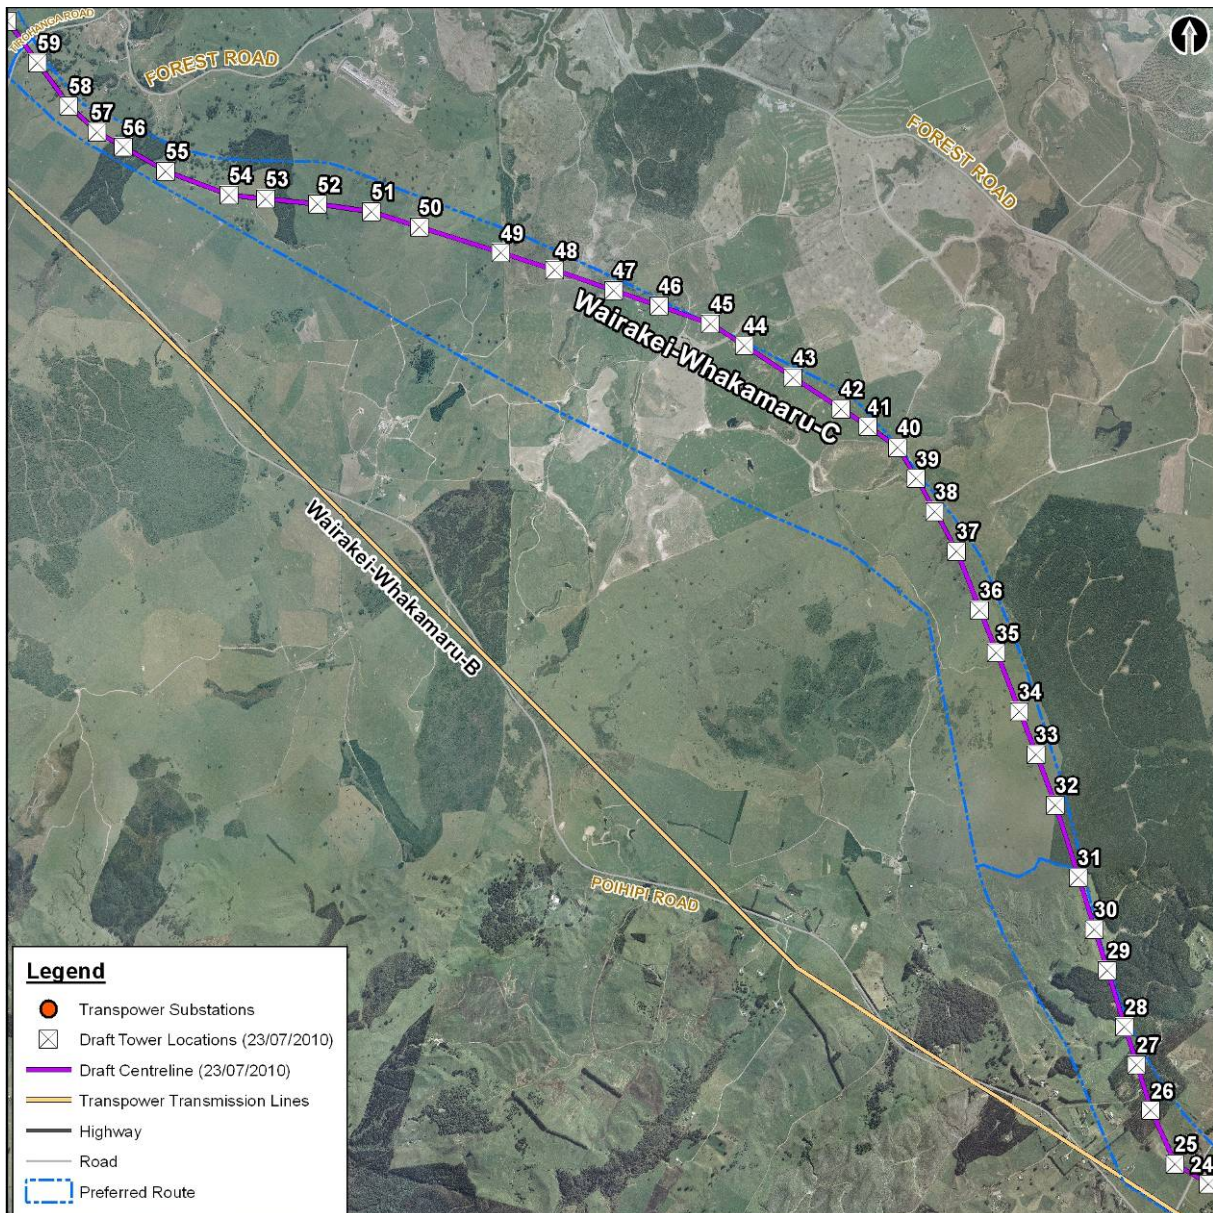 TIROHANGA ROAD
59
FOREST ROAD
58
57
56
55
54
53
52
51
50
49
48
47
46
45
44
43
42
41
40
39
38
37
36
35
34
33
32
31
30
29
28
27
26
25
24
FOREST ROAD
Wairakei-Whakamaru-C
Wairakei-Whakamaru-B
POIHIPI ROAD
Legend
Transpower Substations
Draft Tower Locations (23/07/2010)
Draft Centreline (23/07/2010)
Transpower Transmission Lines
Highway
Road
Preferred Route